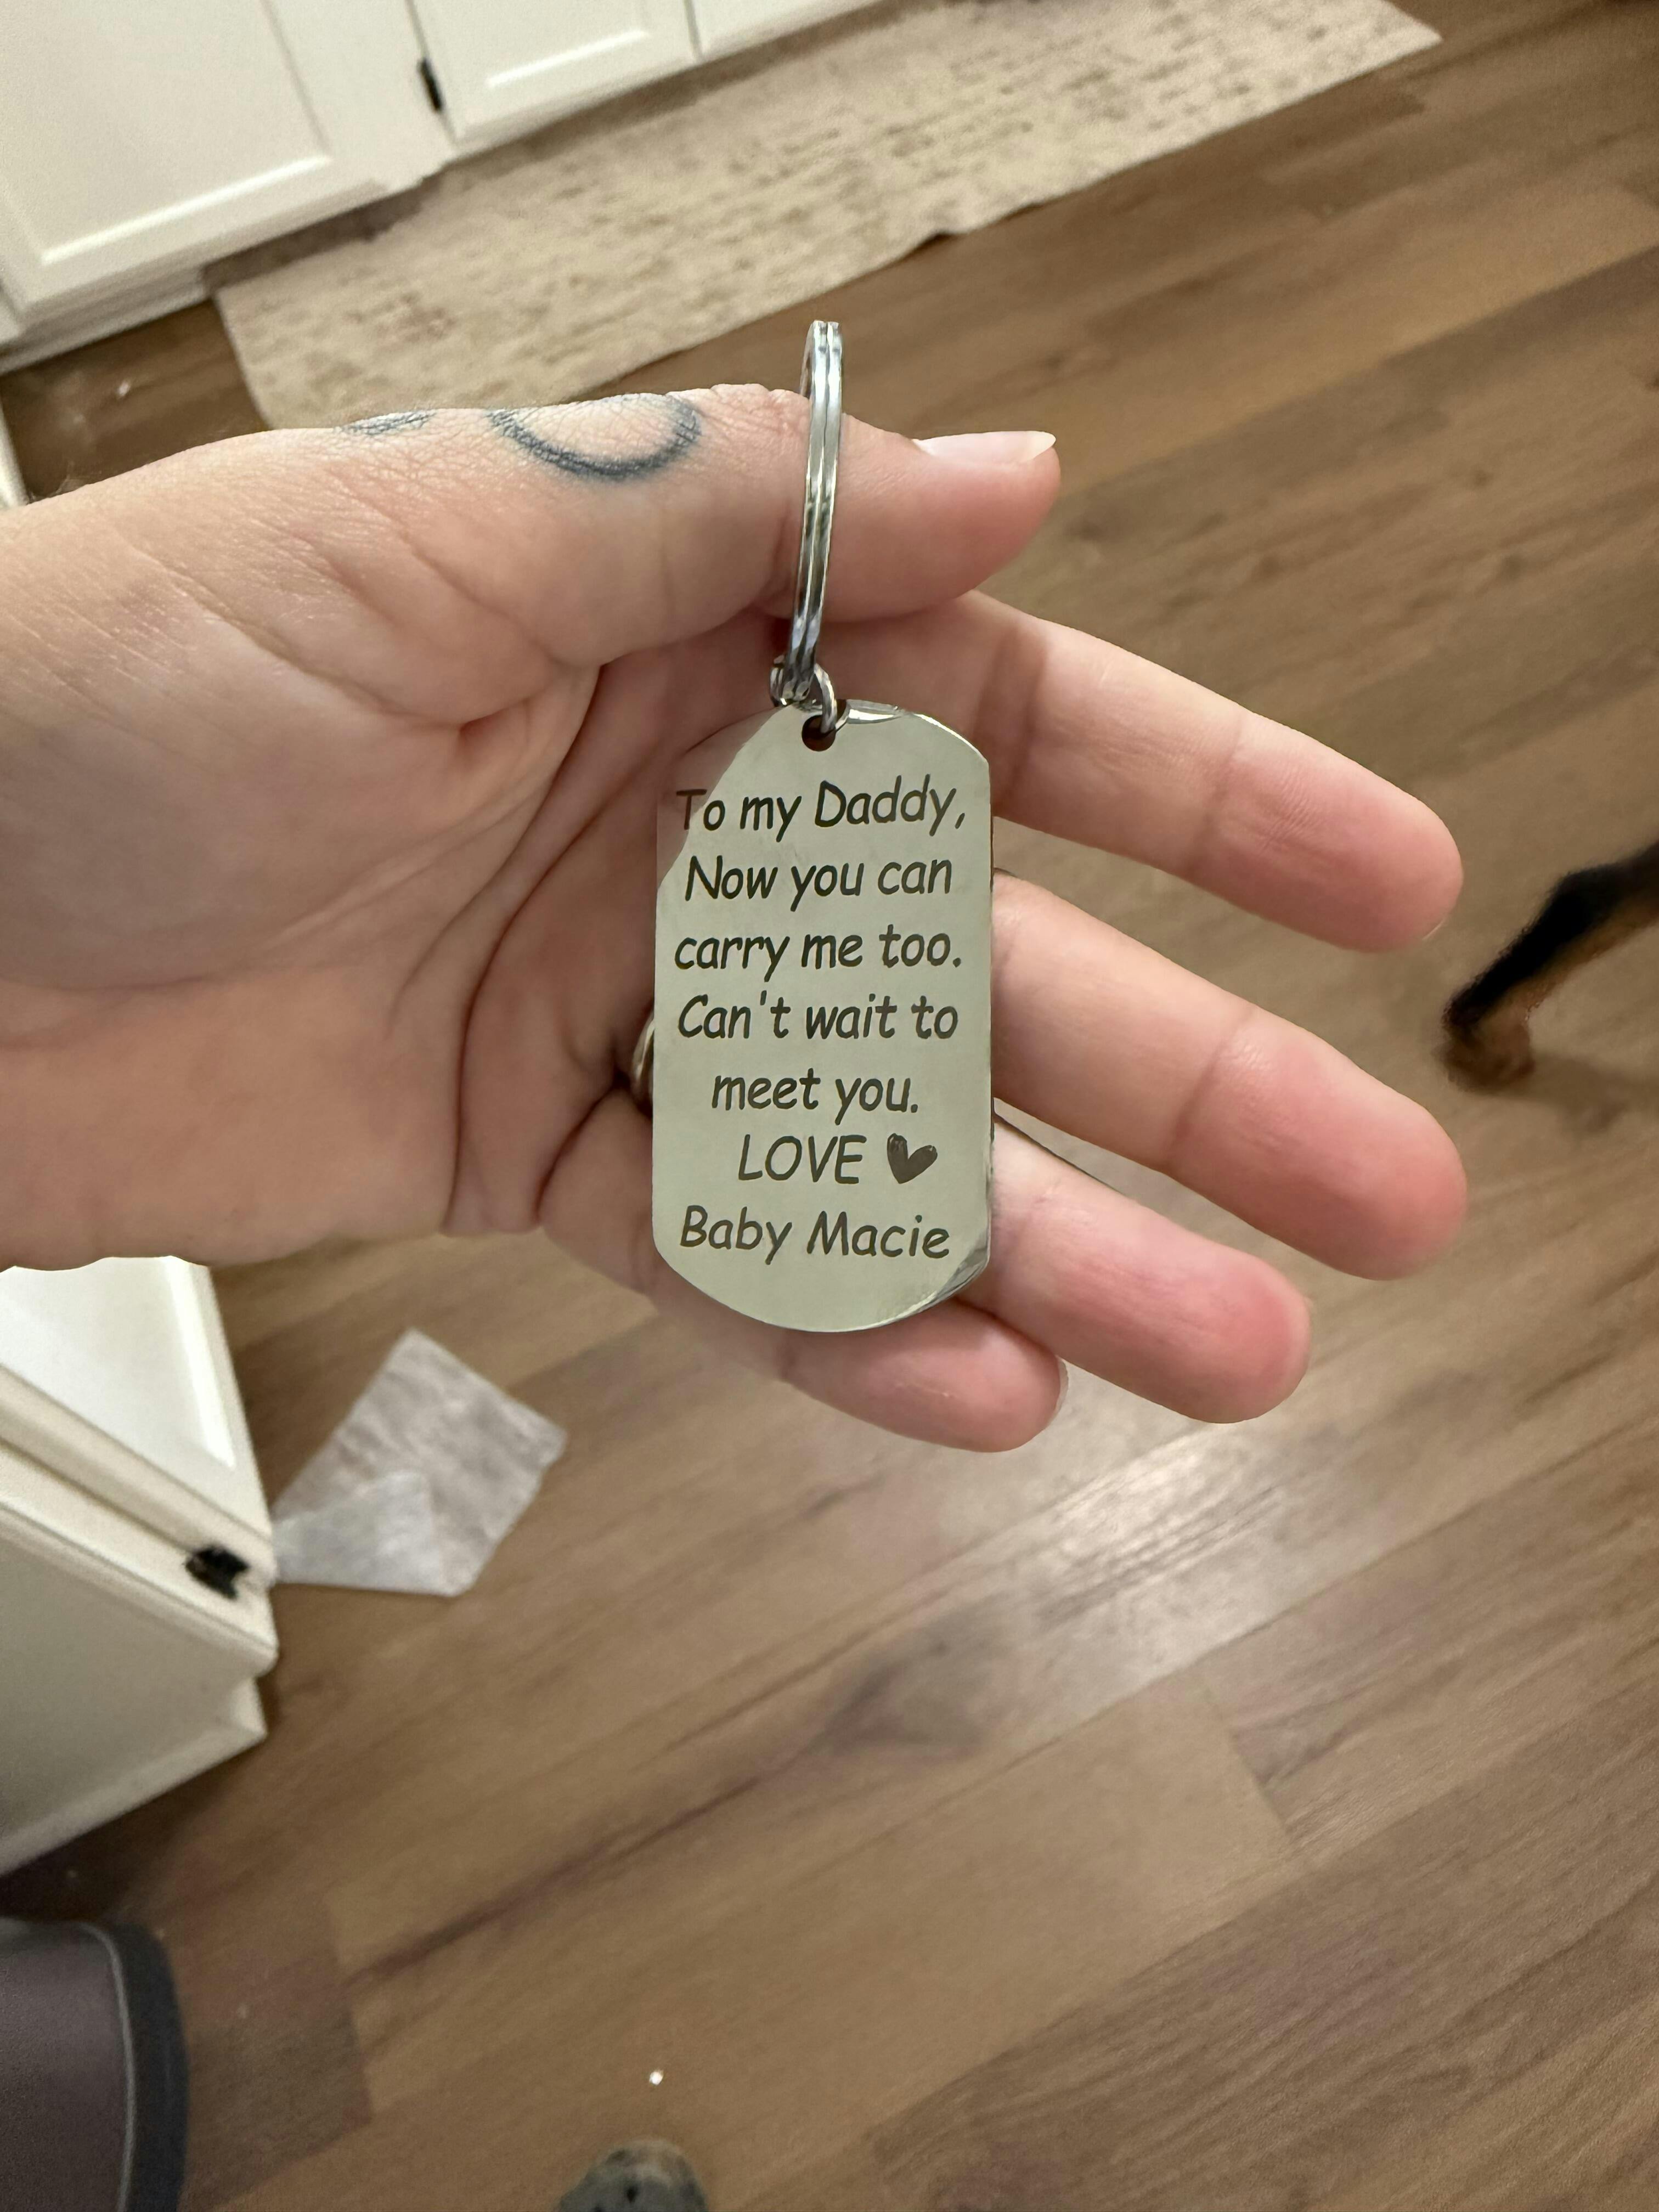 To my Daddy,
Now you can
carry me too.
Can't wait to
meet you.
LOVE ♥
Baby Macie